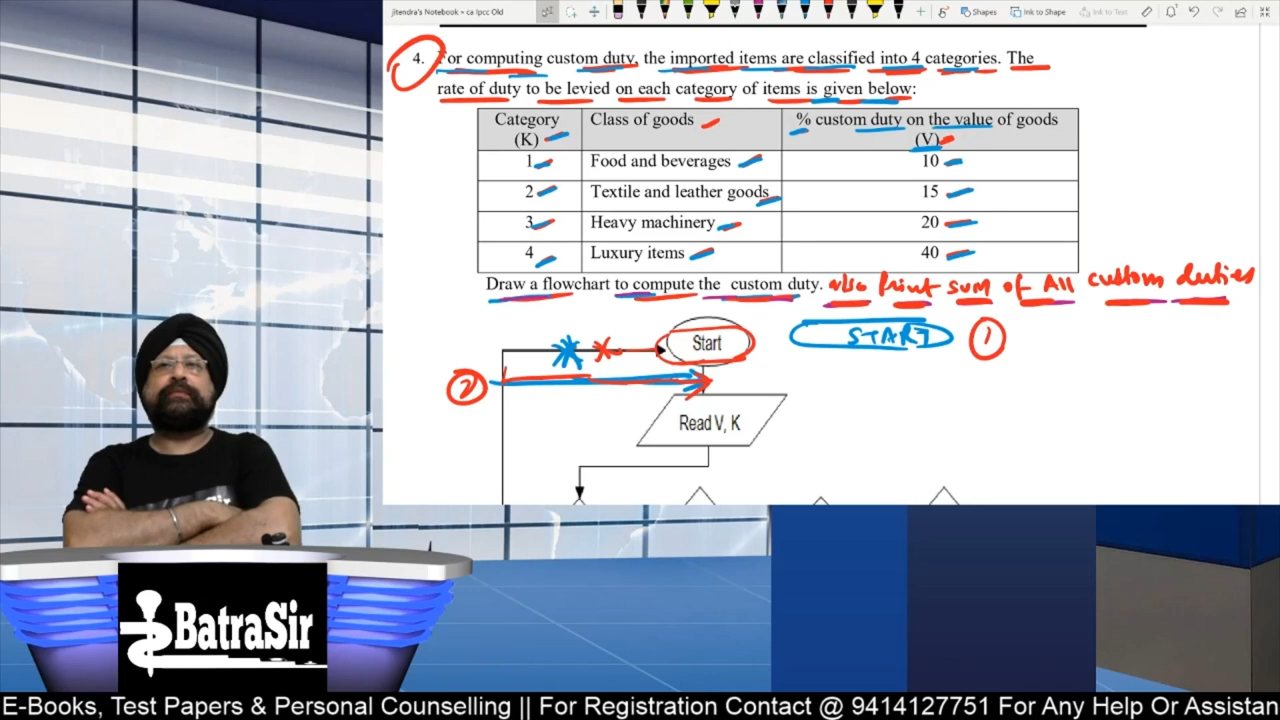 jitendra's Notebook > ca Ipcc Old
Shapes
Ink to Shape
Ink to Text
4. For computing custom duty, the imported items are classified into 4 categories. The
rate of duty to be levied on each category of items is given below:
Category (K) Class of goods % custom duty on the value of goods (V)
1 Food and beverages 10
2 Textile and leather goods 15
3 Heavy machinery 20
4 Luxury items 40
Draw a flowchart to compute the custom duty. also Print sum of All custom duties
Start START 1
2
Read V, K
BatraSir
E-Books, Test Papers & Personal Counselling || For Registration Contact @ 9414127751 For Any Help Or Assistan